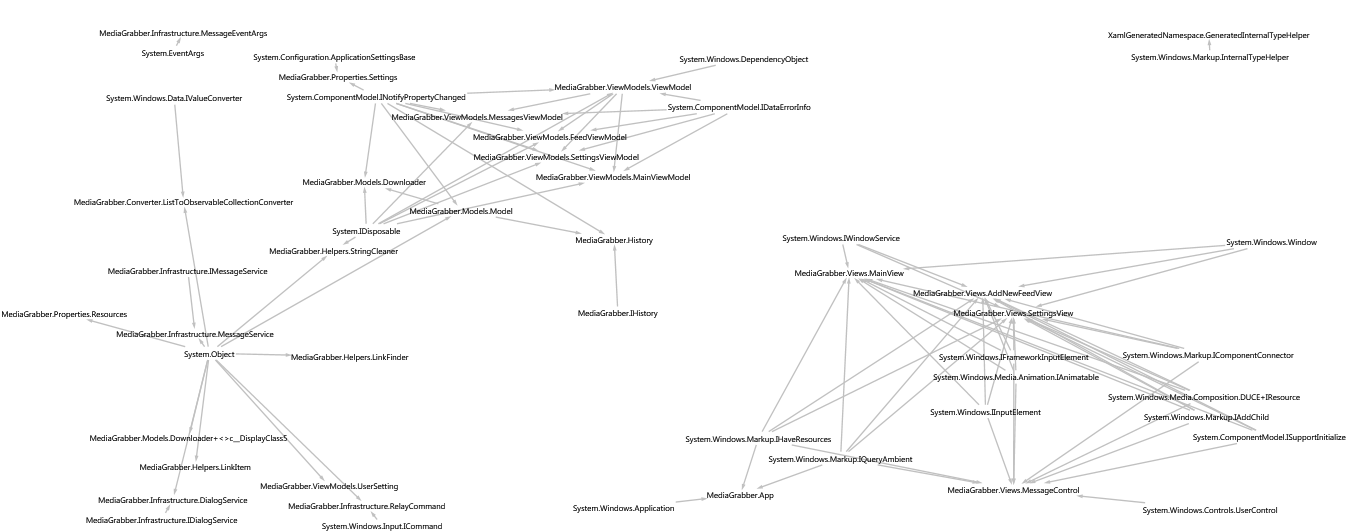 MediaGrabber.Infrastructure.MessageEventArgs
System.EventArgs
XamlGeneratedNamespace.GeneratedInternalTypeHelper
System.Windows.Markup.InternalTypeHelper
System.Configuration.ApplicationSettingsBase
MediaGrabber.Properties.Settings
System.ComponentModel.INotifyPropertyChanged
System.Windows.Data.IValueConverter
System.Windows.DependencyObject
MediaGrabber.ViewModels.ViewModel
System.ComponentModel.IDataErrorInfo
MediaGrabber.ViewModels.MessagesViewModel
MediaGrabber.ViewModels.FeedViewModel
MediaGrabber.ViewModels.SettingsViewModel
MediaGrabber.ViewModels.MainViewModel
MediaGrabber.Models.Downloader
MediaGrabber.Converter.ListToObservableCollectionConverter
MediaGrabber.Models.Model
System.IDisposable
MediaGrabber.History
MediaGrabber.Helpers.StringCleaner
System.Windows.IWindowService
System.Windows.Window
MediaGrabber.Infrastructure.IMessageService
MediaGrabber.Views.MainView
MediaGrabber.Views.AddNewFeedView
MediaGrabber.Properties.Resources
MediaGrabber.IHistory
MediaGrabber.Views.SettingsView
MediaGrabber.Infrastructure.MessageService
System.Object
MediaGrabber.Helpers.LinkFinder
System.Windows.IFrameworkInputElement
System.Windows.Markup.IComponentConnector
System.Windows.Media.Animation.IAnimatable
System.Windows.Media.Composition.DUCE+IResource
System.Windows.IInputElement
System.Windows.Markup.IAddChild
MediaGrabber.Models.Downloader+<>c__DisplayClass5
System.Windows.Markup.IHaveResources
System.ComponentModel.ISupportInitialize
MediaGrabber.Helpers.LinkItem
System.Windows.Markup.IQueryAmbient
MediaGrabber.ViewModels.UserSetting
MediaGrabber.Views.MessageControl
MediaGrabber.App
MediaGrabber.Infrastructure.DialogService
MediaGrabber.Infrastructure.RelayCommand
System.Windows.Application
System.Windows.Controls.UserControl
MediaGrabber.Infrastructure.IDialogService
System.Windows.Input.ICommand